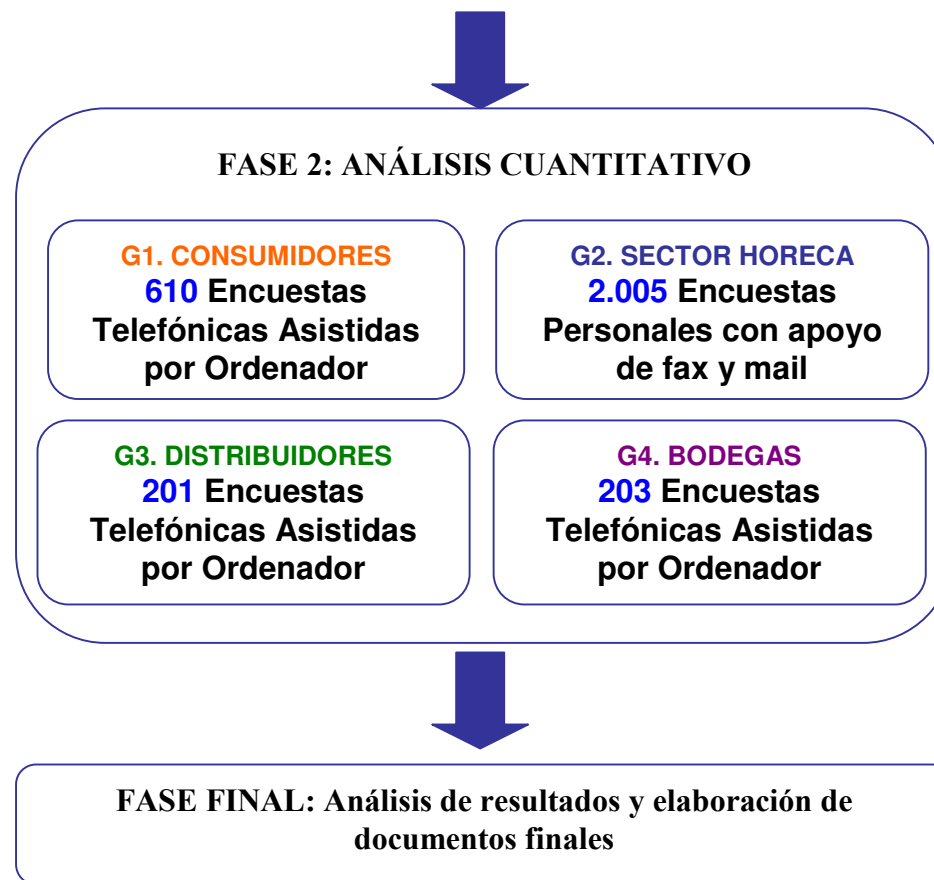 FASE 2: ANÁLISIS CUANTITATIVO
G1. CONSUMIDORES
610 Encuestas
Telefónicas Asistidas
por Ordenador
G2. SECTOR HORECA
2.005 Encuestas
Personales con apoyo
de fax y mail
G3. DISTRIBUIDORES
201 Encuestas
Telefónicas Asistidas
por Ordenador
G4. BODEGAS
203 Encuestas
Telefónicas Asistidas
por Ordenador
FASE FINAL: Análisis de resultados y elaboración de
documentos finales